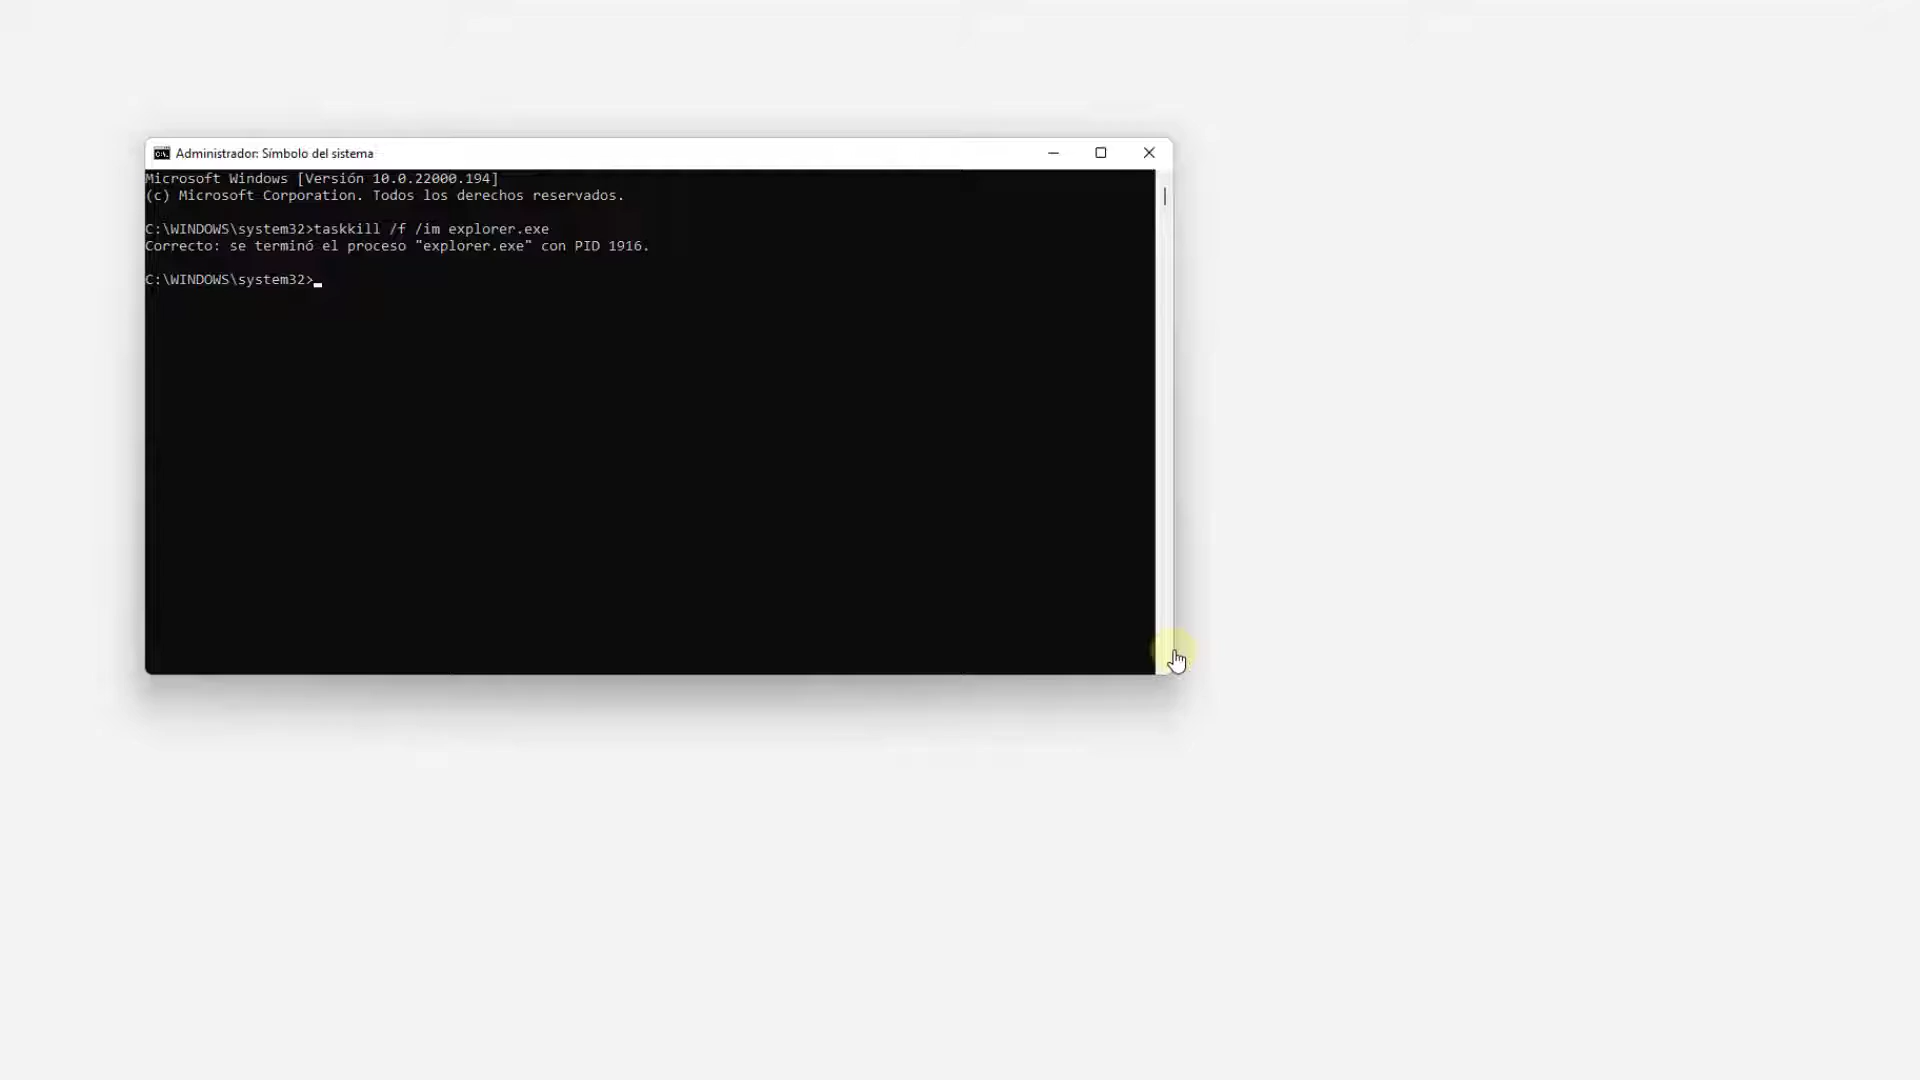 Administrador: Símbolo del sistema
Microsoft Windows [Versión 10.0.22000.194]
(c) Microsoft Corporation. Todos los derechos reservados.
C:\WINDOWS\system32>taskkill /f /im explorer.exe
Correcto: se terminó el proceso "explorer.exe" con PID 1916.
C:\WINDOWS\system32>